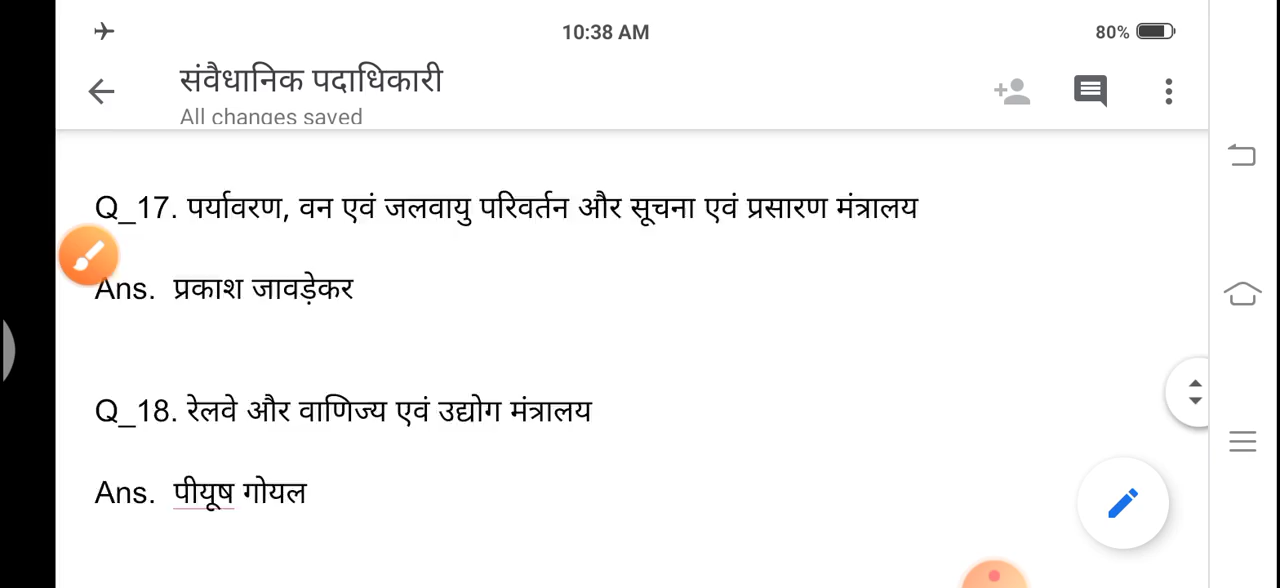 10:38 AM
80%
संवैधानिक पदाधिकारी
All changes saved
Q_17. पर्यावरण, वन एवं जलवायु परिवर्तन और सूचना एवं प्रसारण मंत्रालय
Ans. प्रकाश जावड़ेकर
Q_18. रेलवे और वाणिज्य एवं उद्योग मंत्रालय
Ans. पीयूष गोयल